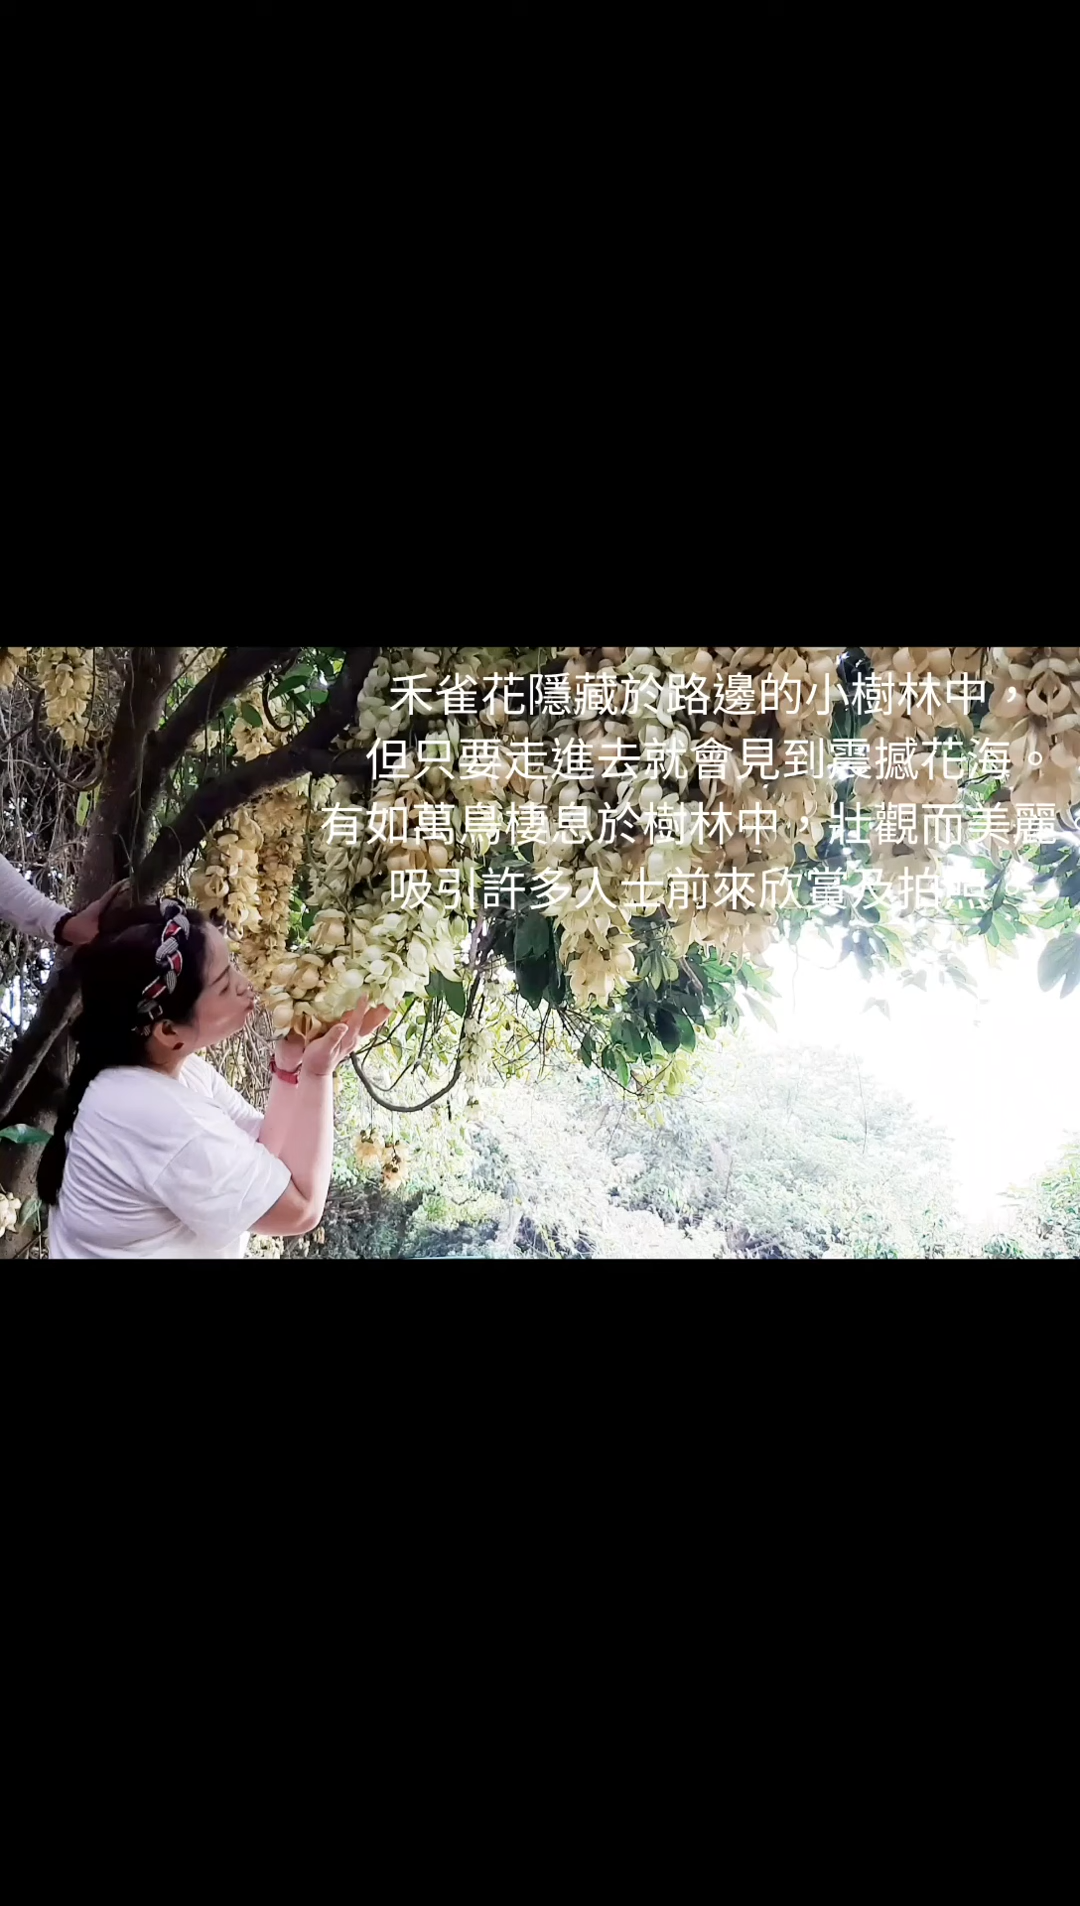 禾雀花隱藏於路邊的小樹林中，
但只要走進去就會見到震撼花海。
有如萬鳥棲息於樹林中，壯觀而美麗。
吸引許多人士前來欣賞及拍照。